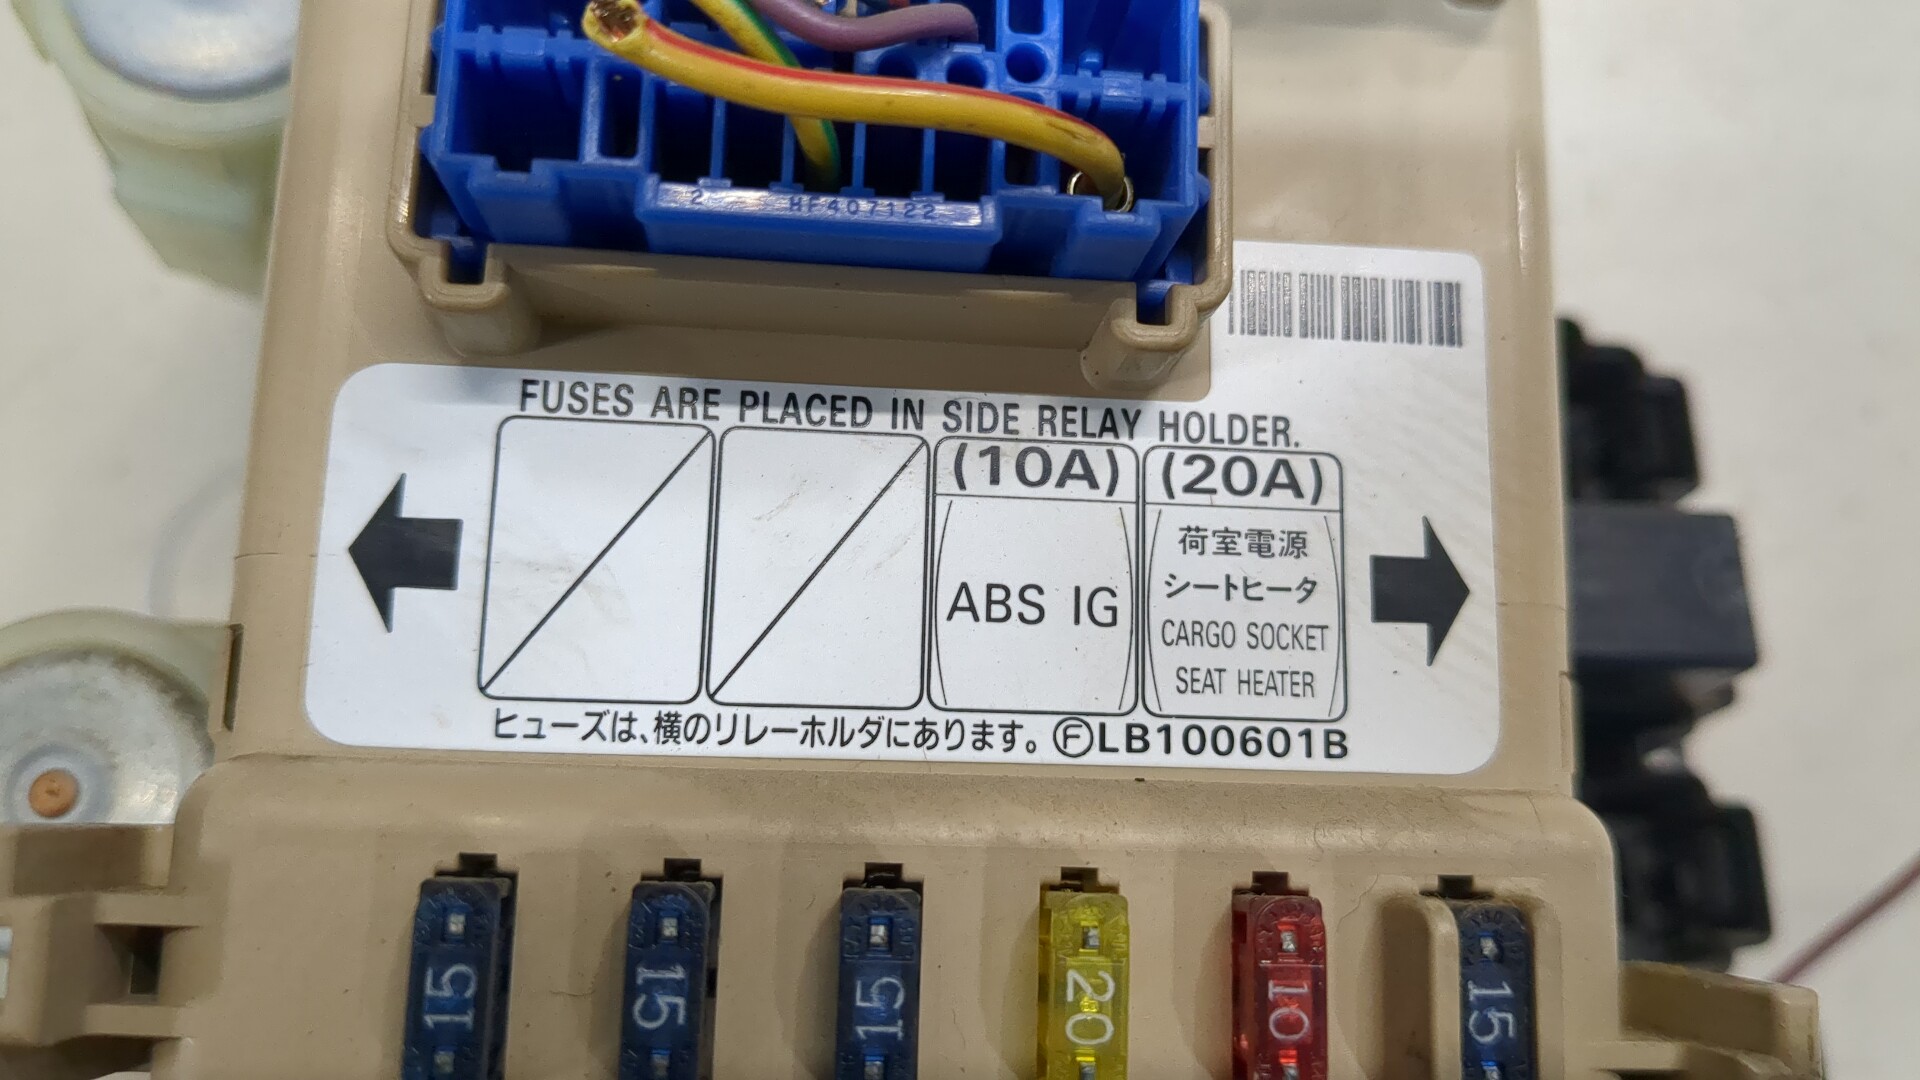 2 HF407122
FUSES ARE PLACED IN SIDE RELAY HOLDER.
(10A) (20A)
ABS IG
荷室電源
シートヒータ
CARGO SOCKET
SEAT HEATER
ヒューズは、横のリレーホルダにあります。 ⒻLB100601B
15 15 15 20 10 15